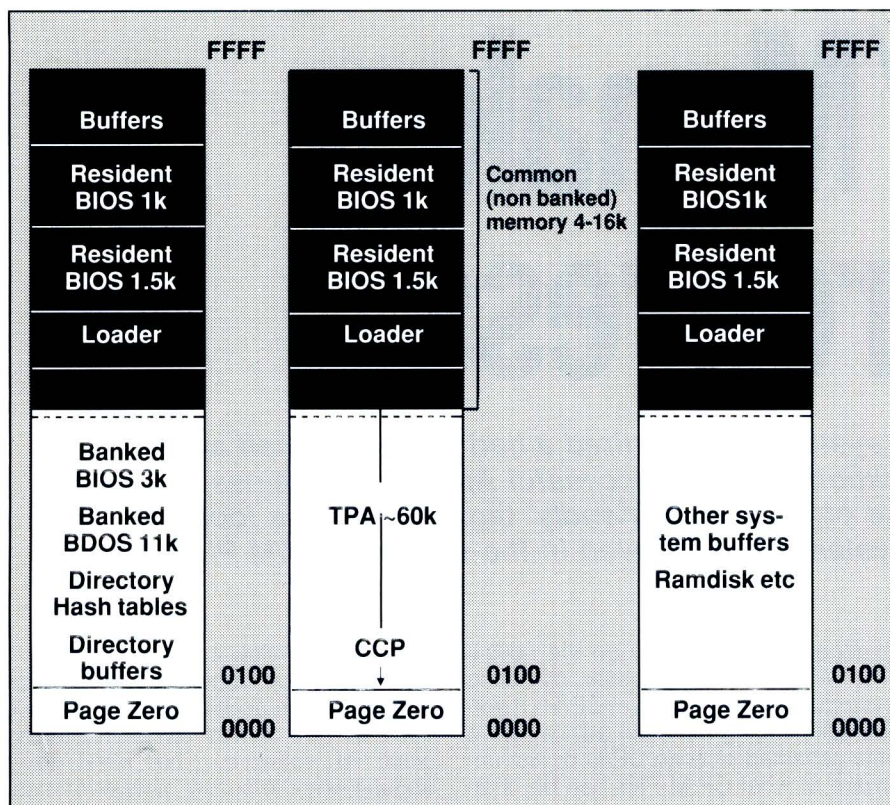 FFFF
Buffers
Resident
BIOS 1k
Resident
BIOS 1.5k
Loader
Banked
BIOS 3k
Banked
BDOS 11k
Directory
Hash tables
Directory
buffers
0100
Page Zero
0000
FFFF
Buffers
Resident
BIOS 1k
Resident
BIOS 1.5k
Loader
Common
(non banked)
memory 4-16k
TPA ~60k
CCP
0100
Page Zero
0000
FFFF
Buffers
Resident
BIOS1k
Resident
BIOS 1.5k
Loader
Other sys-
tem buffers
Ramdisk etc
0100
Page Zero
0000